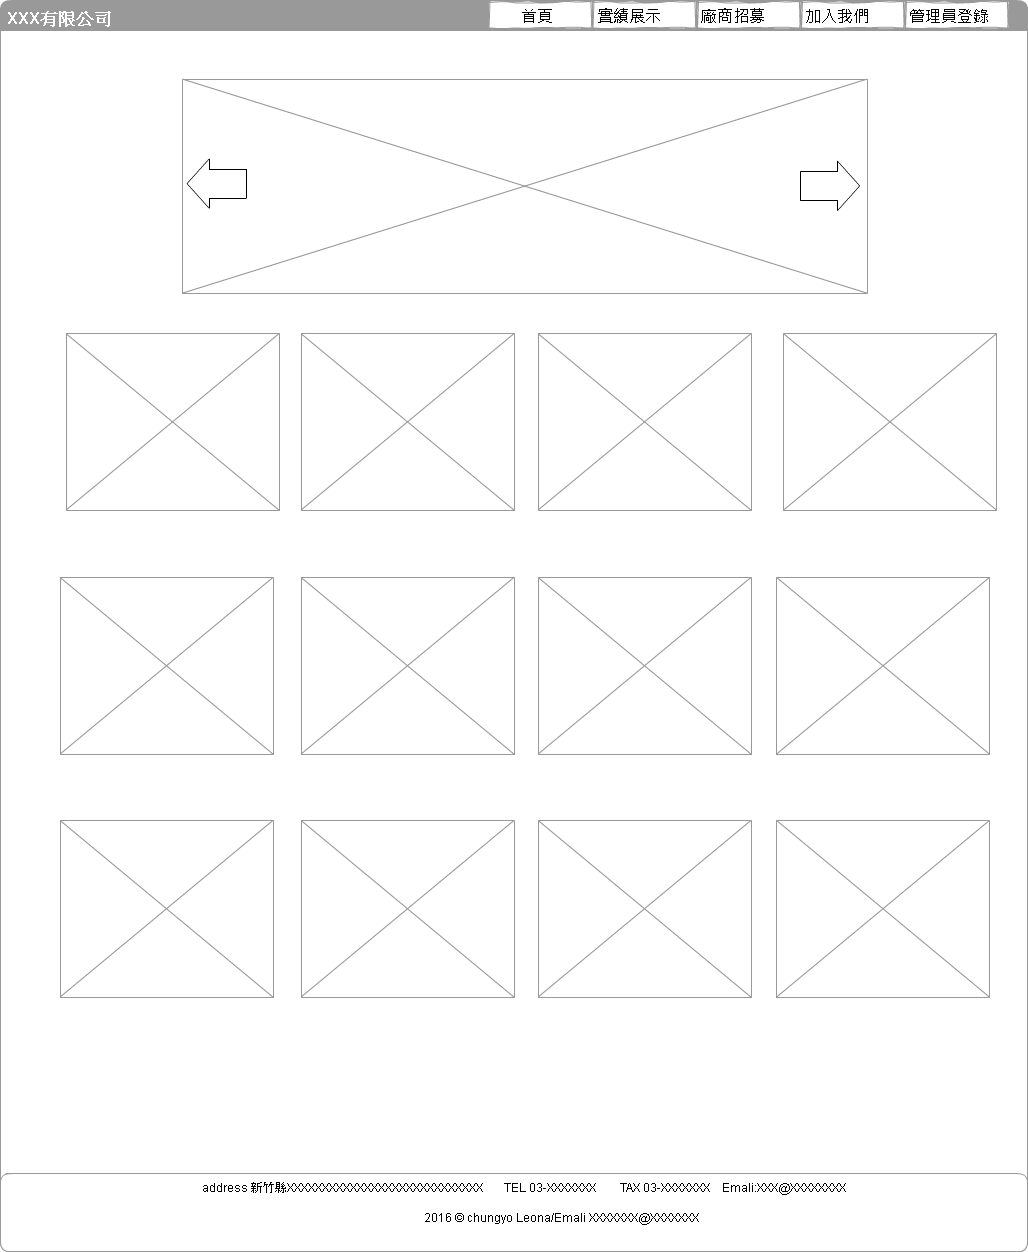 XXX有限公司
首頁 實績展示 廠商招募 加入我們 管理員登錄
address 新竹縣XXXXXXXXXXXXXXXXXXXXXXXXXXXX TEL 03-XXXXXXX TAX 03-XXXXXXX Emali:XXX@XXXXXXXX
2016 © chungyo Leona/Emali XXXXXXX@XXXXXXX